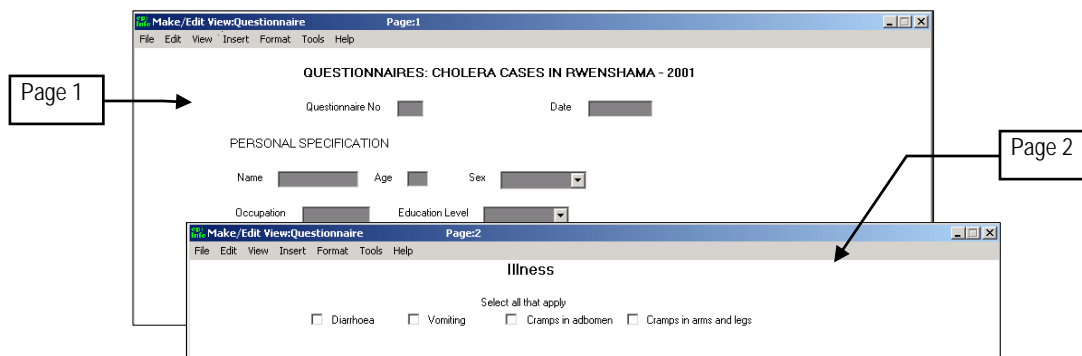 Make/Edit View:Questionnaire Page:1
File Edit View Insert Format Tools Help
QUESTIONNAIRES: CHOLERA CASES IN RWENSHAMA - 2001
Page 1
Questionnaire No Date
PERSONAL SPECIFICATION
Page 2
Name Age Sex
Occupation Education Level
Make/Edit View:Questionnaire Page:2
File Edit View Insert Format Tools Help
Illness
Select all that apply
Diarrhoea Vomiting Cramps in adbomen Cramps in arms and legs